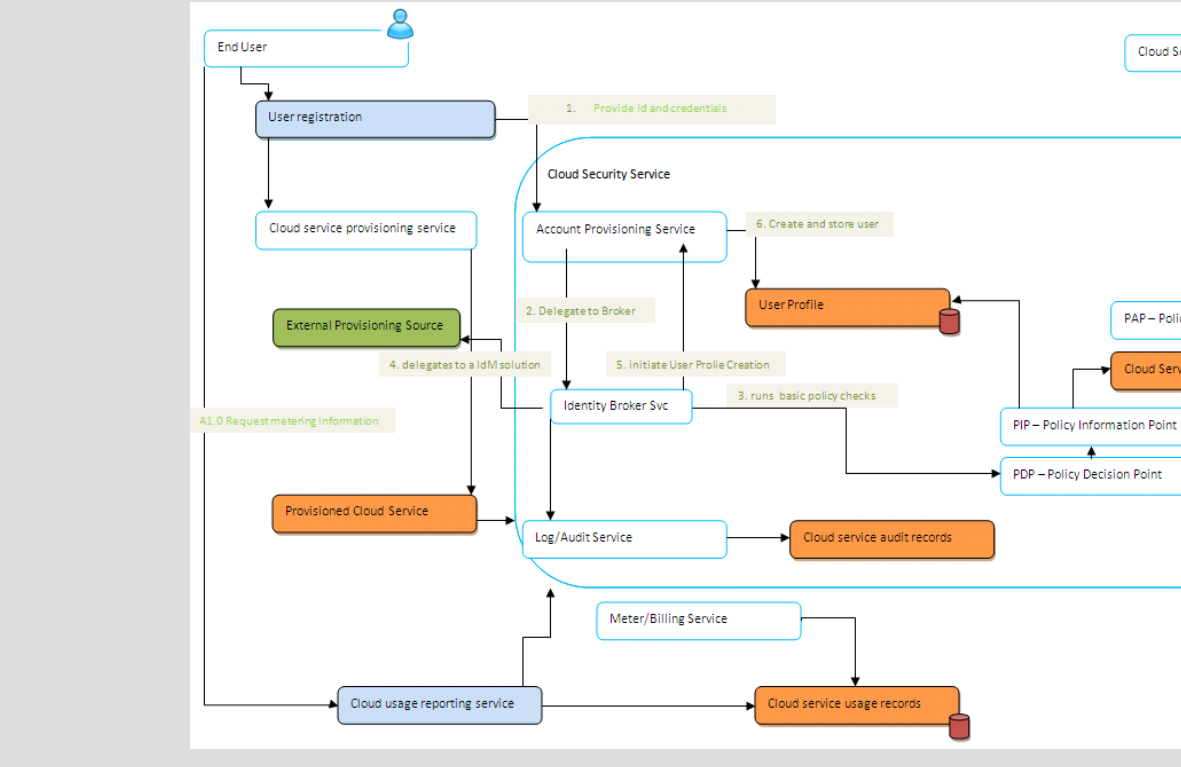 End User
Cloud Se
User registration
1. Provide Id and credentials
Cloud Security Service
Cloud service provisioning service
Account Provisioning Service
6. Create and store user
External Provisioning Source
2. Delegate to Broker
User Profile
PAP – Polic
4. delegates to a IdM solution
5. initiate User Prolie Creation
Cloud Serv
3. runs basic policy checks
Identity Broker Svc
A1.0 Request metering information
PIP – Policy Information Point
PDP – Policy Decision Point
Provisioned Cloud Service
Log/Audit Service
Cloud service audit records
Meter/Billing Service
Cloud usage reporting service
Cloud service usage records